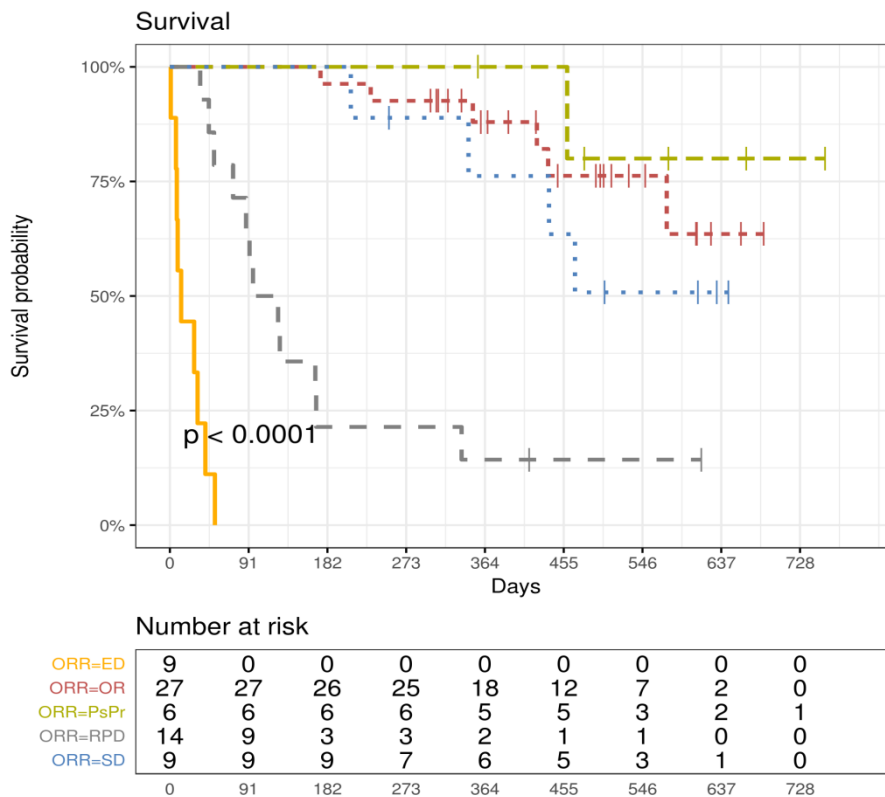 Survival
100%
75%
50%
25%
0%
Survival probability
p < 0.0001
0 91 182 273 364 455 546 637 728
Days
Number at risk
ORR=ED 9 0 0 0 0 0 0 0 0
ORR=OR 27 27 26 25 18 12 7 2 0
ORR=PsPr 6 6 6 6 5 5 3 2 1
ORR=RPD 14 9 3 3 2 1 1 0 0
ORR=SD 9 9 9 7 6 5 3 1 0
0 91 182 273 364 455 546 637 728